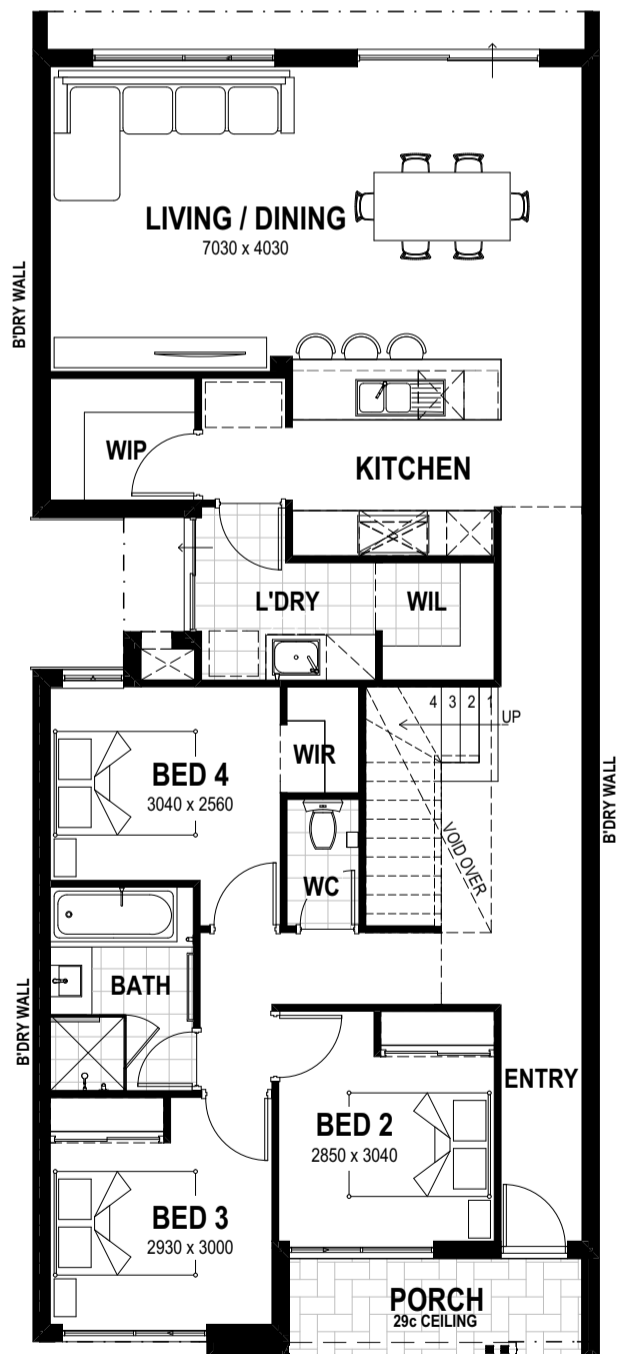 LIVING / DINING
7030 x 4030
B'DRY WALL
WIP
KITCHEN
L'DRY
WIL
4 3 2 1
UP
WIR
BED 4
3040 x 2560
B'DRY WALL
VOID OVER
WC
BATH
B'DRY WALL
ENTRY
BED 2
2850 x 3040
BED 3
2930 x 3000
PORCH
29c CEILING